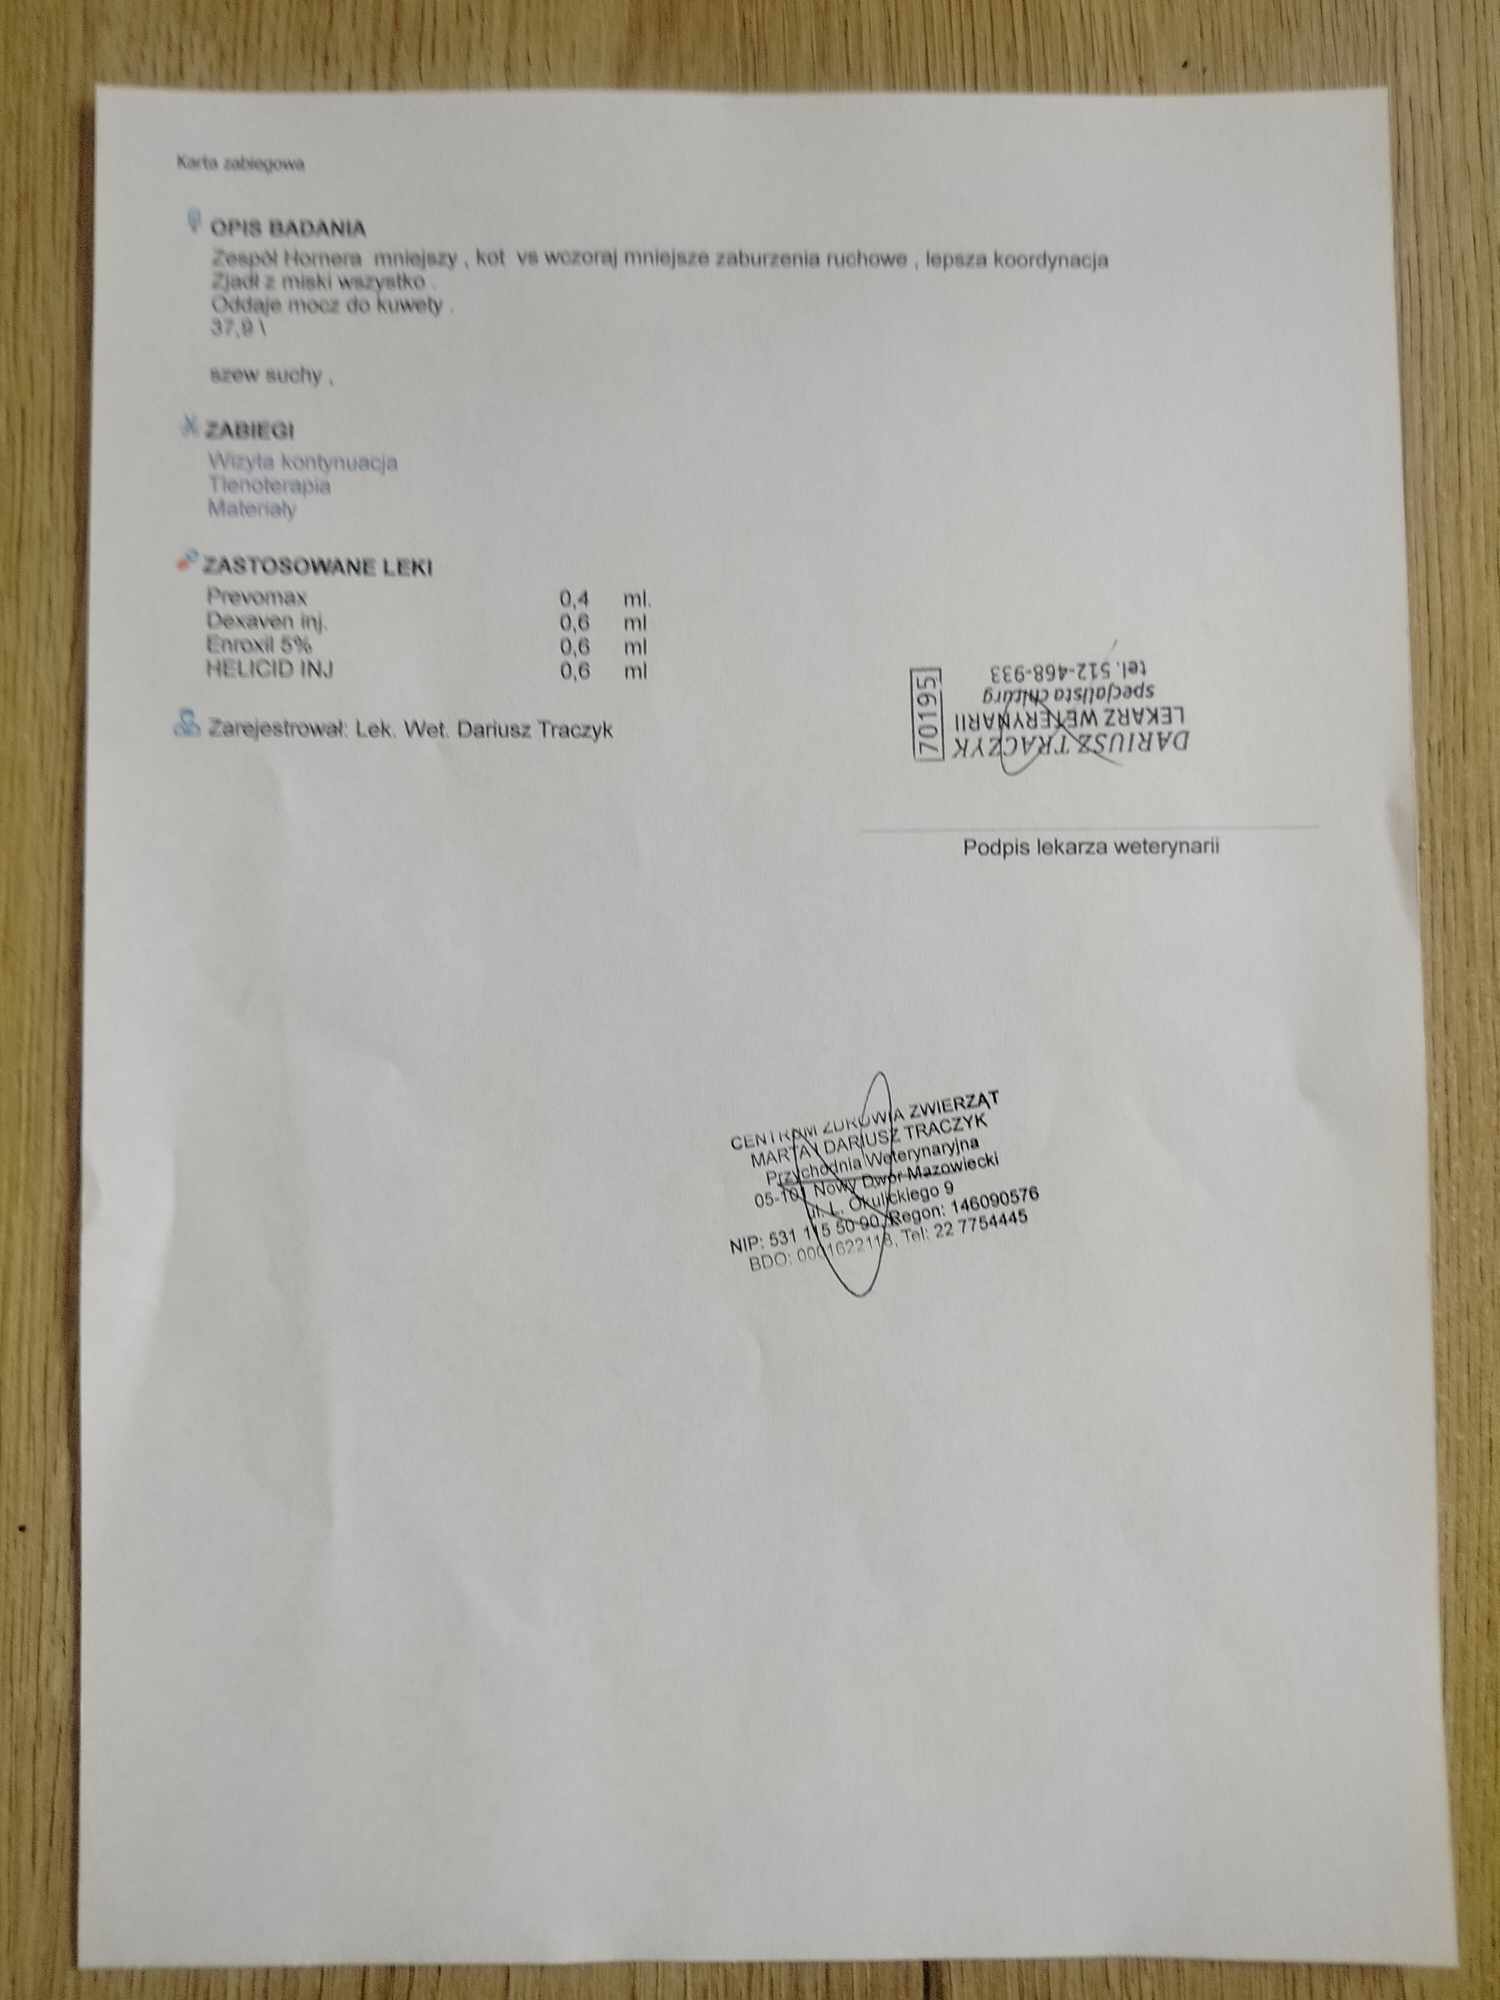 Karta zabiegowa
OPIS BADANIA
Zespół Hornera mniejszy , kot vs wczoraj mniejsze zaburzenia ruchowe , lepsza koordynacja
Zjadł z miski wszystko .
Oddaje mocz do kuwety .
37,9 \
szew suchy ,
ZABIEGI
Wizyta kontynuacja
Tlenoterapia
Materiały
ZASTOSOWANE LEKI
Prevomax 0,4 ml.
Dexaven inj. 0,6 ml
Enroxil 5% 0,6 ml
HELICID INJ 0,6 ml
Zarejestrował: Lek. Wet. Dariusz Traczyk
DARIUSZ TRACZYK
LEKARZ WETERYNARII
specjalista chirurg
tel. 512-468-933
70195
Podpis lekarza weterynarii
CENTRUM ZDROWIA ZWIERZĄT
MARTA I DARIUSZ TRACZYK
Przychodnia Weterynaryjna
05-101 Nowy Dwór Mazowiecki
ul. L. Okulickiego 9
NIP: 531 115 50 90, Regon: 146090576
BDO: 0001622118, Tel: 22 7754445